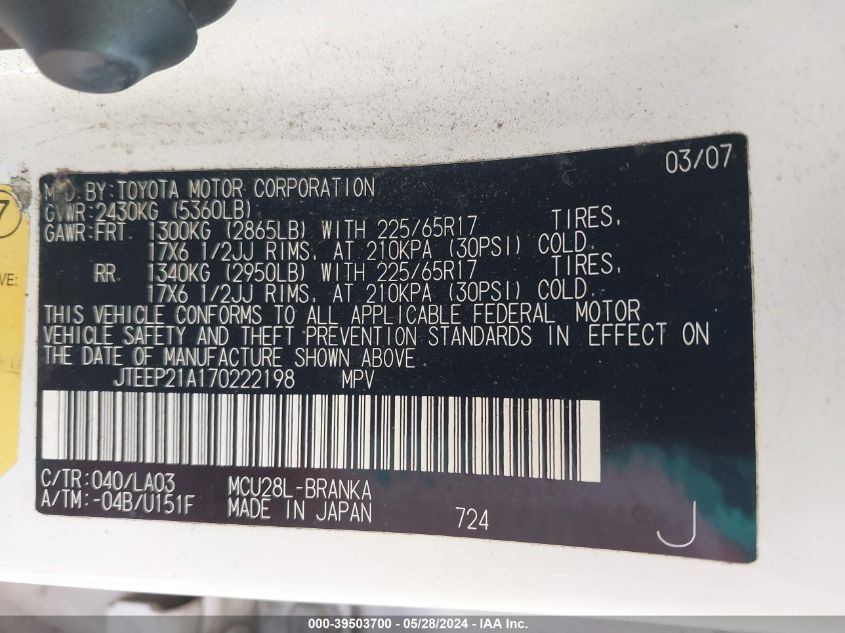 03/07
MFD. BY: TOYOTA MOTOR CORPORATION
GVWR: 2430KG (5360LB)
GAWR: FRT. 1300KG (2865LB) WITH 225/65R17 TIRES,
17X6 1/2JJ RIMS, AT 210KPA (30PSI) COLD.
RR 1340KG (2950LB) WITH 225/65R17 TIRES,
17X6 1/2JJ RIMS, AT 210KPA (30PSI) COLD.
THIS VEHICLE CONFORMS TO ALL APPLICABLE FEDERAL MOTOR
VEHICLE SAFETY AND THEFT PREVENTION STANDARDS IN EFFECT ON
THE DATE OF MANUFACTURE SHOWN ABOVE.
JTEEP21A170222198 MPV
C/TR: 040/LA03 MCU28L-BRANKA
A/TM: -04B/U151F MADE IN JAPAN 724 J
7
VE:
000-39503700 / 05/28/2024 - IAA Inc.